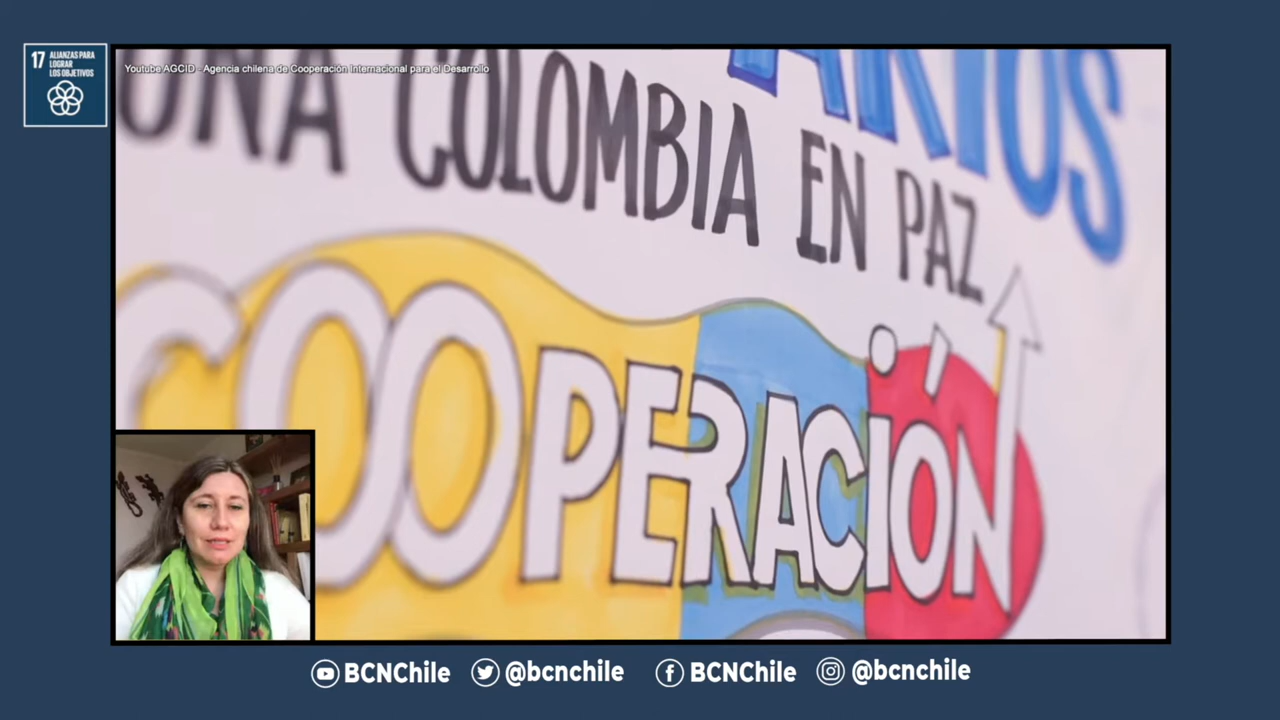 17 ALIANZAS PARA
LOGRAR
LOS OBJETIVOS
Youtube AGCID - Agencia chilena de Cooperación Internacional para el Desarrollo
ARIOS
UNA COLOMBIA EN PAZ
COOPERACIÓN
BCNChile @bcnchile BCNChile @bcnchile